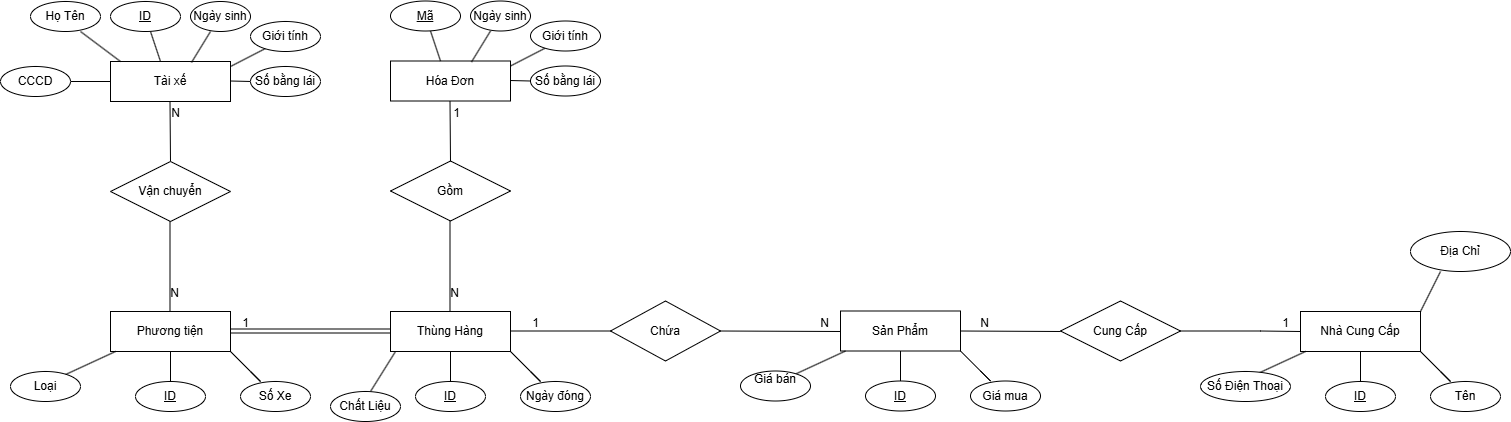 Họ Tên
ID
Ngày sinh
Giới tính
CCCD
Tài xế
Số bằng lái
N
Vận chuyển
N
Mã
Ngày sinh
Giới tính
Hóa Đơn
Số bằng lái
1
Gồm
N
Phương tiện
1
Thùng Hàng
1
Chứa
N
Sản Phẩm
N
Cung Cấp
1
Nhà Cung Cấp
Địa Chỉ
Loại
ID
Số Xe
Chất Liệu
ID
Ngày đóng
Giá bán
ID
Giá mua
Số Điện Thoại
ID
Tên